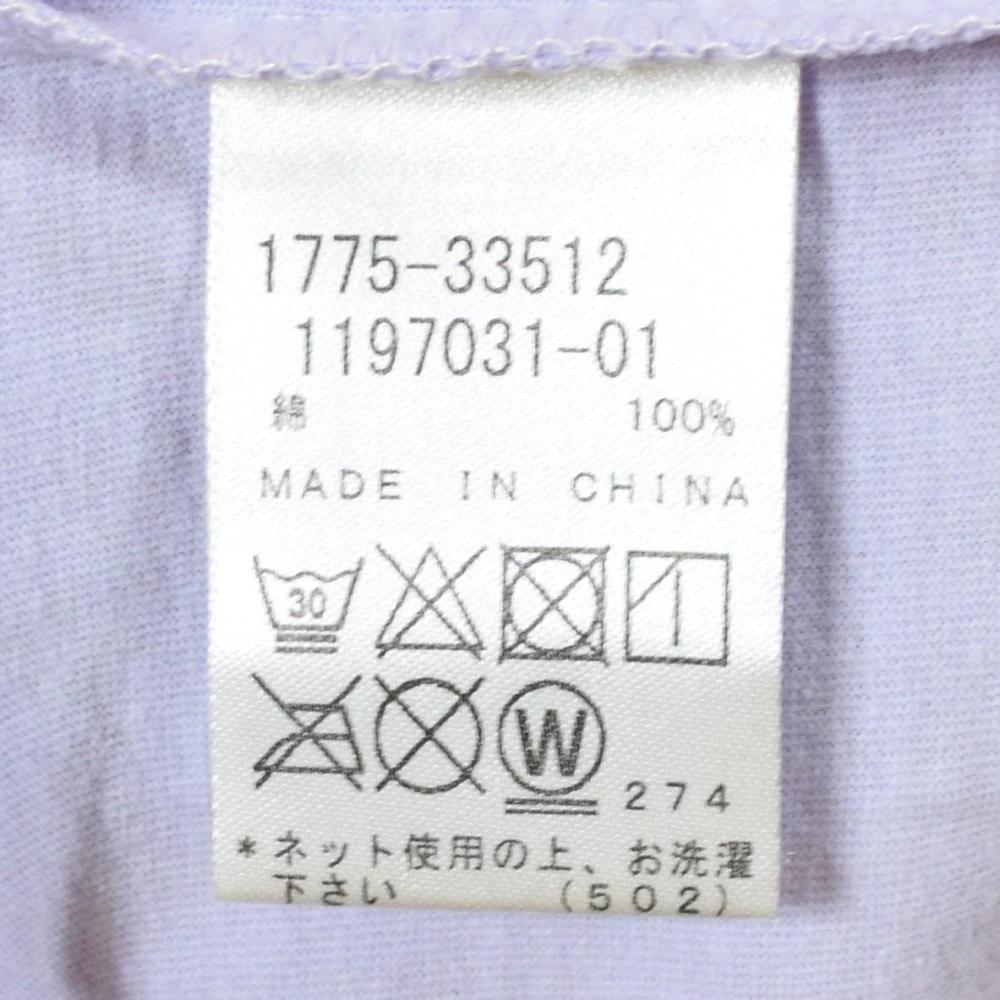 1775-33512
1197031-01
綿 100%
MADE IN CHINA
30
W 274
*ネット使用の上、お洗濯
下さい (502)